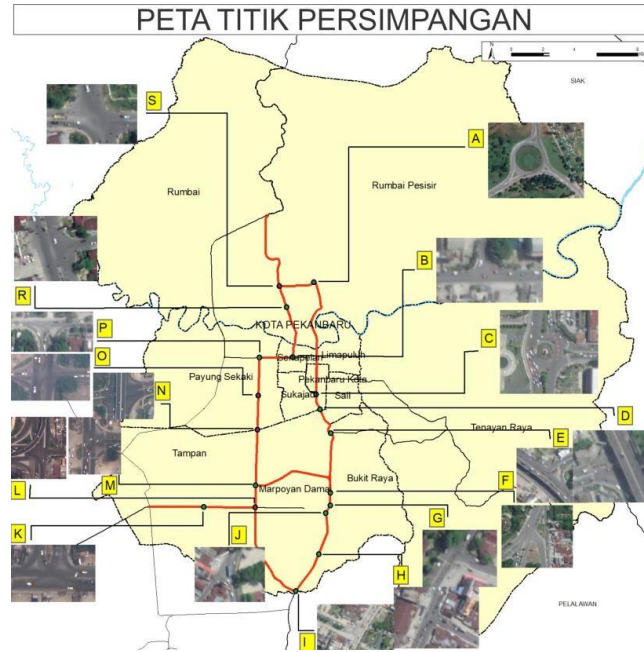 PETA TITIK PERSIMPANGAN
N
SIAK
S
A
Rumbai
Rumbai Pesisir
R
B
KOTA PEKANBARU
P
C
O
Senapelan
Limapuluh
Payung Sekaki
Pekanbaru Kota
N
Sukajadi
Sail
D
Tenayan Raya
E
Tampan
F
L
M
Bukit Raya
Marpoyan Damai
K
J
G
H
PELALAWAN
I